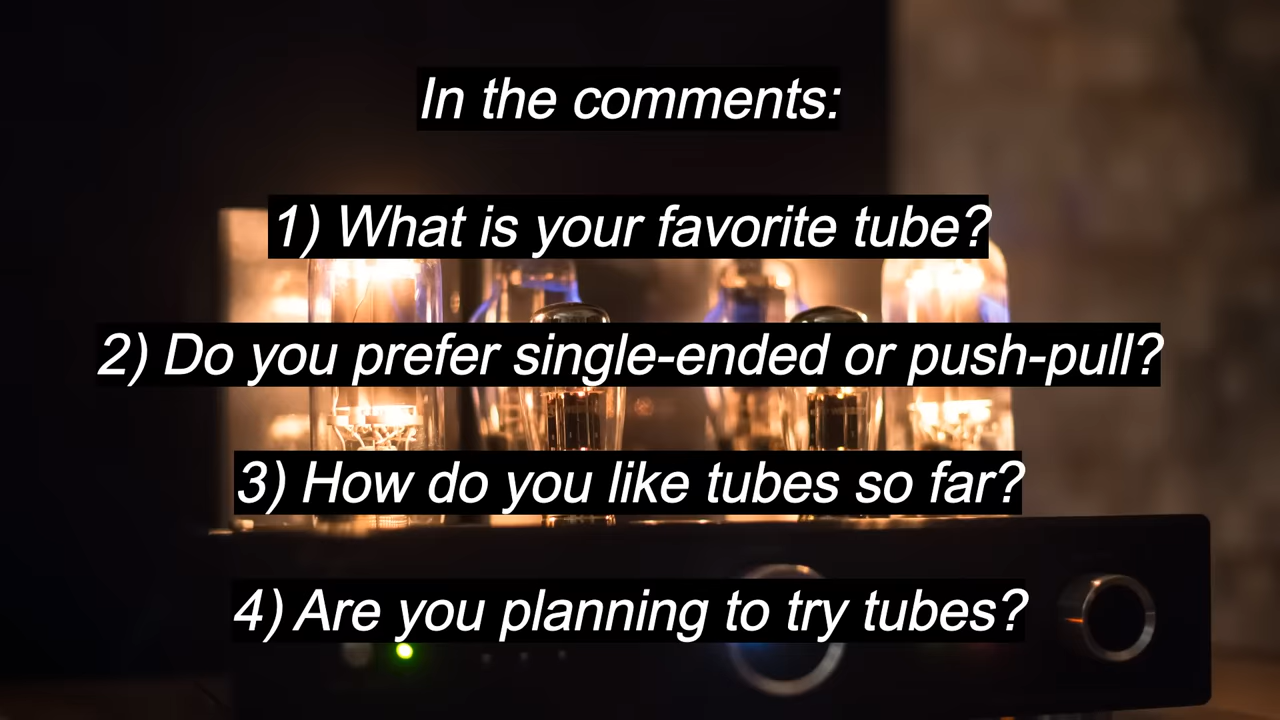 In the comments:
1) What is your favorite tube?
2) Do you prefer single-ended or push-pull?
3) How do you like tubes so far?
4) Are you planning to try tubes?